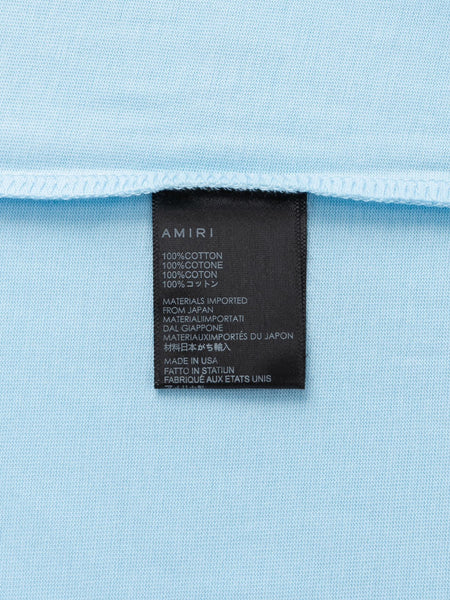 AMIRI
100%COTTON
100%COTONE
100%COTON
100%コットン
MATERIALS IMPORTED
FROM JAPAN
MATERIALIIMPORTATI
DAL GIAPPONE
MATERIAUXIMPORTÉS DU JAPON
材料日本がち輸入
MADE IN USA
FATTO IN STATIUN
FABRIQUÉ AUX ETATS UNIS